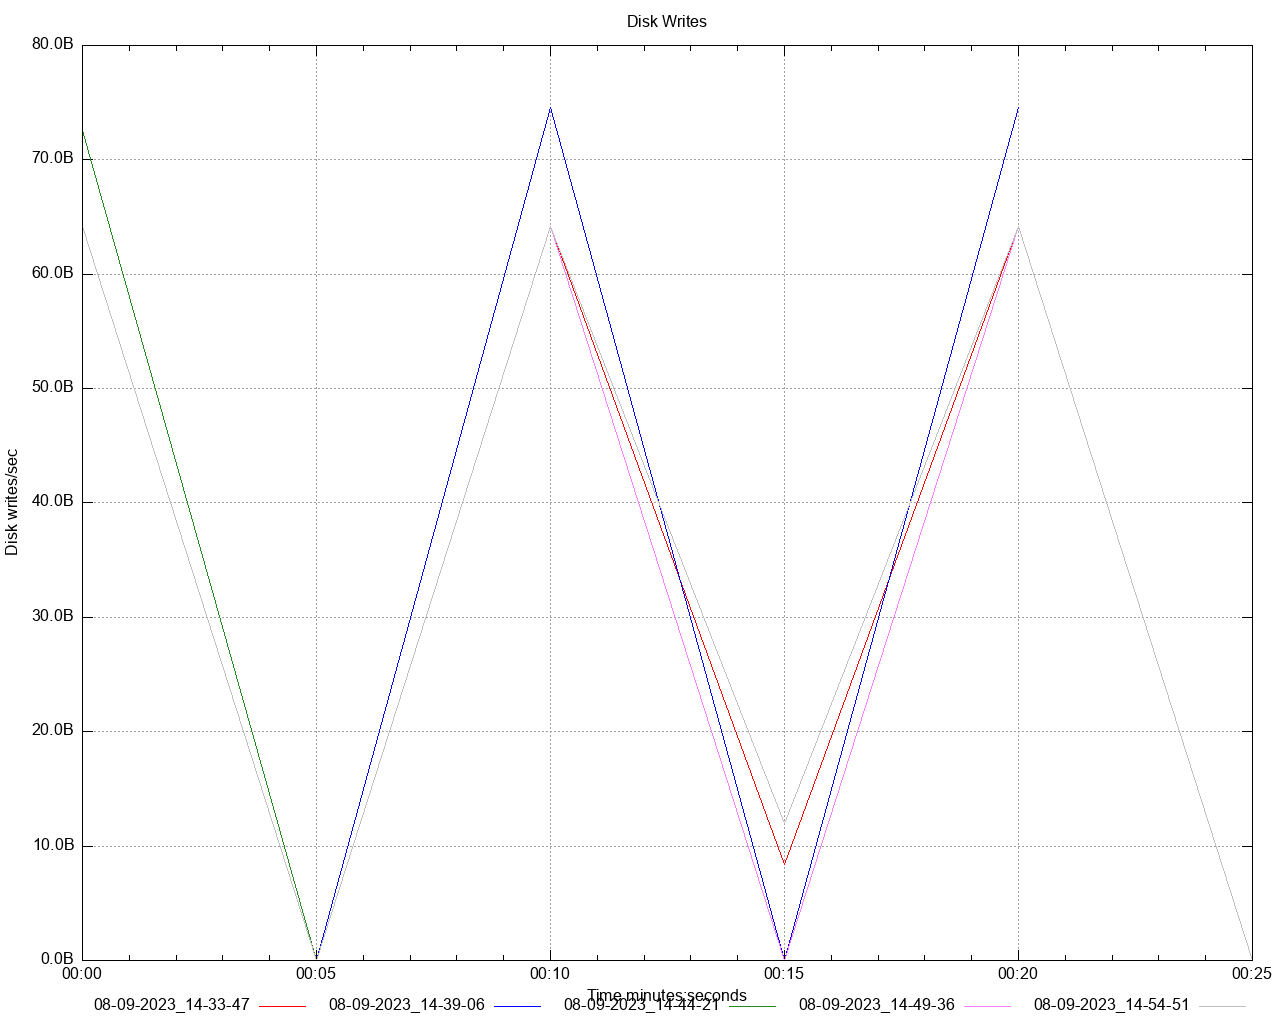 Disk Writes
80.0B
70.0B
60.0B
50.0B
40.0B
30.0B
20.0B
10.0B
0.0B
Disk writes/sec
00:00 00:05 00:10 00:15 00:20 00:25
Time minutes:seconds
08-09-2023_14-33-47 08-09-2023_14-39-06 08-09-2023_14-44-21 08-09-2023_14-49-36 08-09-2023_14-54-51